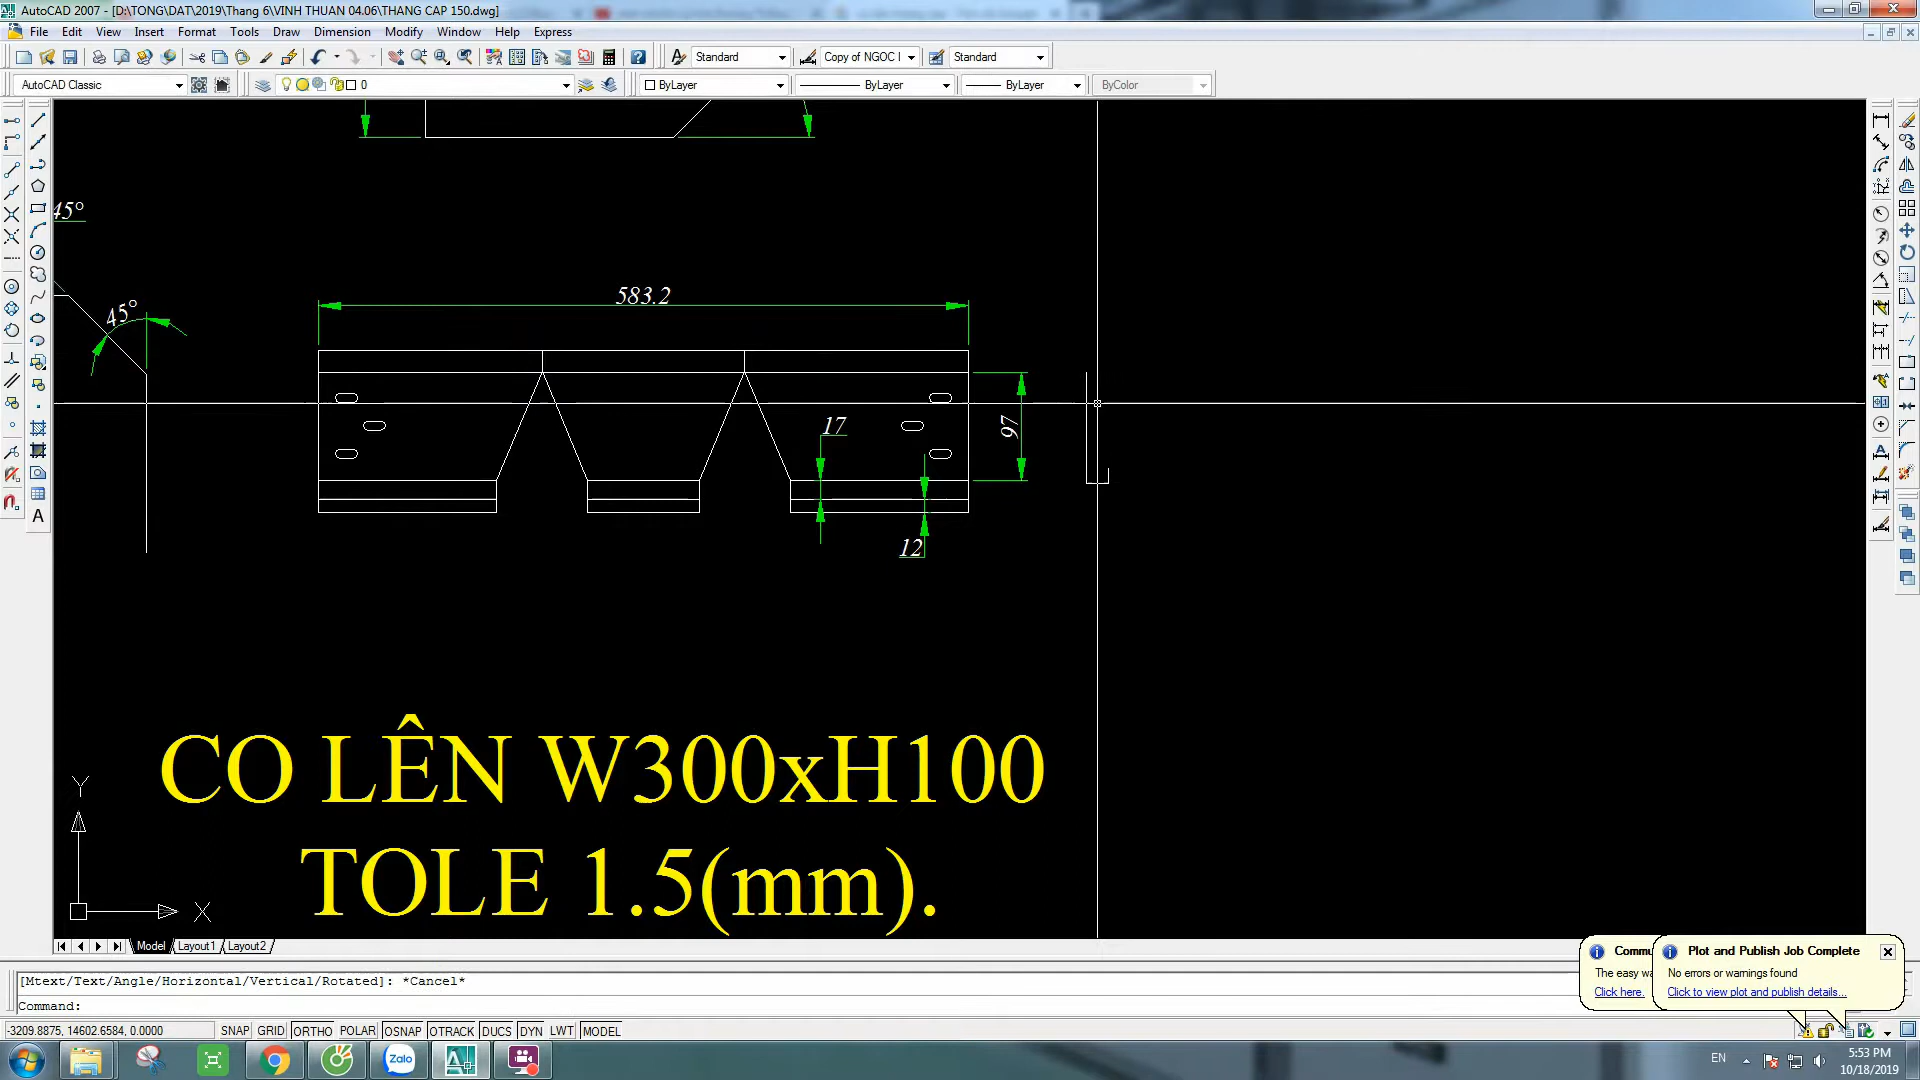 AutoCAD 2007 - [D:\TONG\DAT\2019\Thang 6\VINH THUAN 04.06\THANG CAP 150.dwg]
File Edit View Insert Format Tools Draw Dimension Modify Window Help Express
Standard Copy of NGOC Standard
AutoCAD Classic 0 ByLayer ByLayer ByLayer ByColor
45°
45°
583.2
17
97
12
CO LÊN W300xH100
TOLE 1.5(mm).
Y
X
Model Layout1 Layout2
Plot and Publish Job Complete
The easy
No errors or warnings found
Click here.
Click to view plot and publish details...
[Mtext/Text/Angle/Horizontal/Vertical/Rotated]: *Cancel*
Command:
-3209.8875, 14602.6584, 0.0000 SNAP GRID ORTHO POLAR OSNAP OTRACK DUCS DYN LWT MODEL
Zalo
EN
5:53 PM
10/18/2019